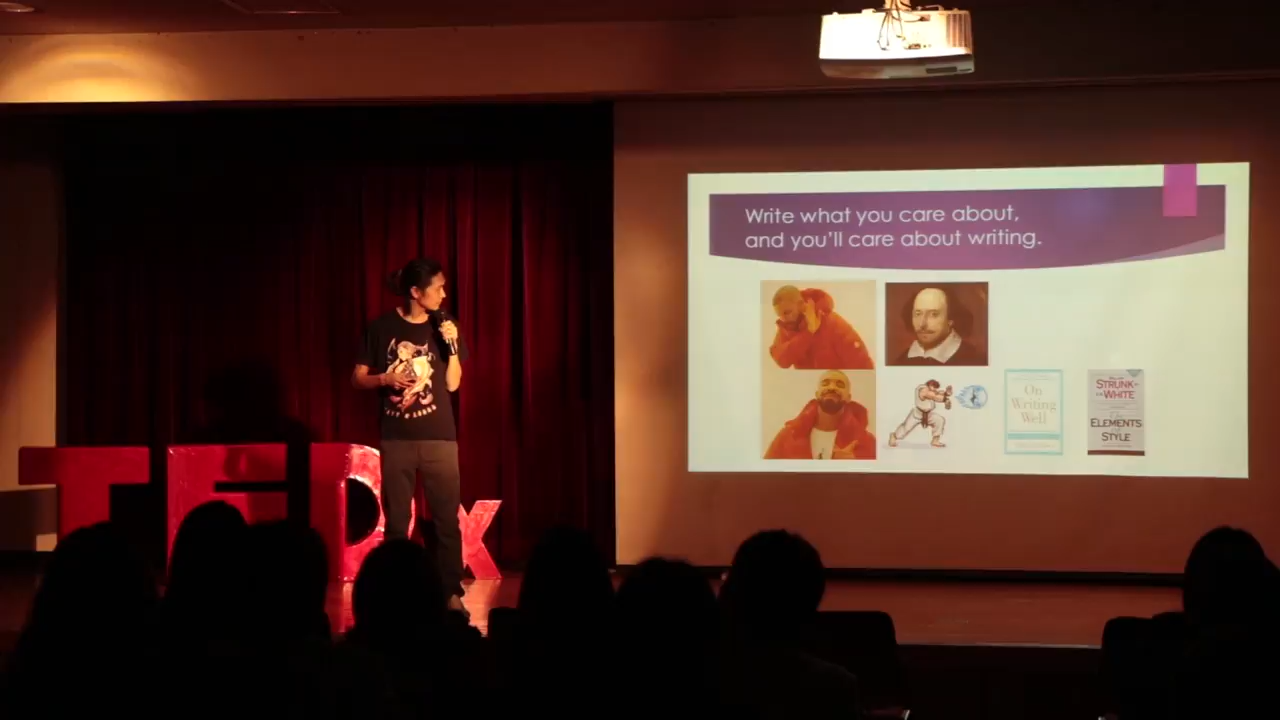 Write what you care about,
and you'll care about writing.
On
Writing
Well
STRUNK
WHITE
ELEMENTS
STYLE
TEDx